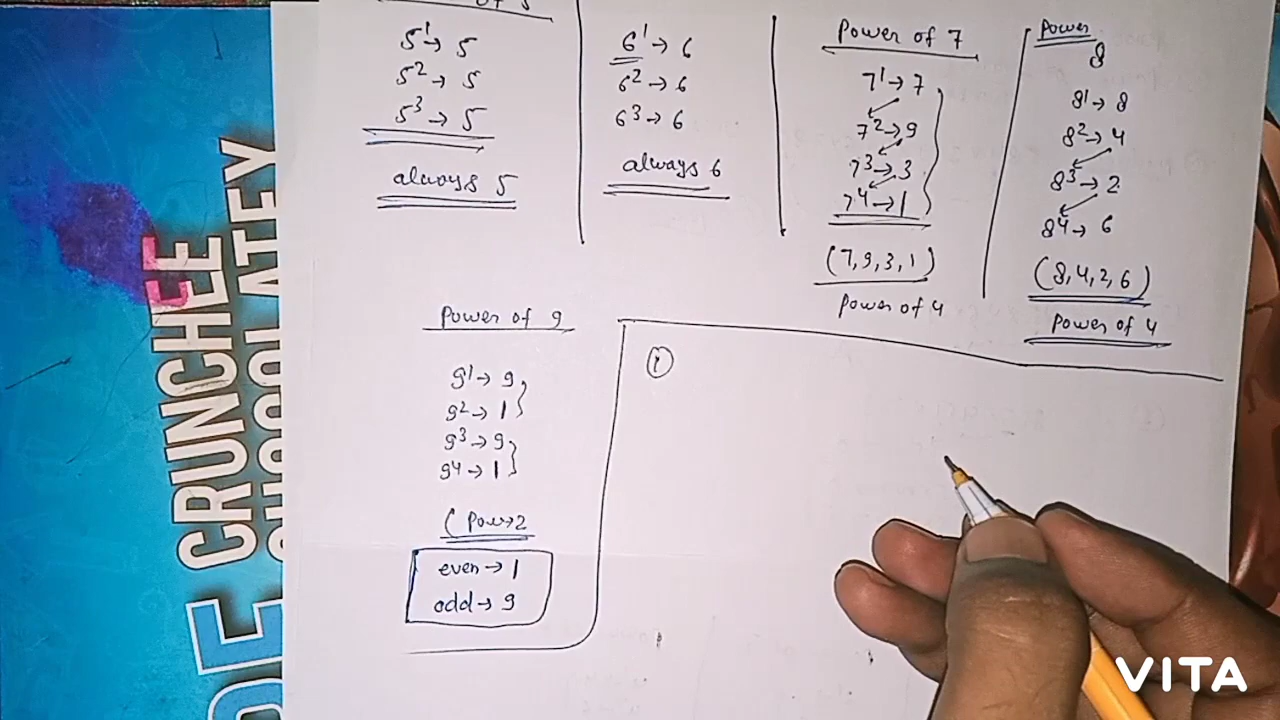 5¹→ 5
5²→ 5
5³→ 5
always 5
6¹→ 6
6²→ 6
6³→ 6
always 6
Power of 7
7¹→ 7
7²→ 9
7³→ 3
7⁴→ 1
(7,9,3,1)
Power of 4
Power
8
8¹→ 8
8²→ 4
8³→ 2
8⁴→ 6
(8,4,2,6)
Power of 4
Power of 9
9¹→ 9
9²→ 1
9³→ 9
9⁴→ 1
(Pow→2
even→ 1
odd→ 9
①
CRUNCHEE
VITA